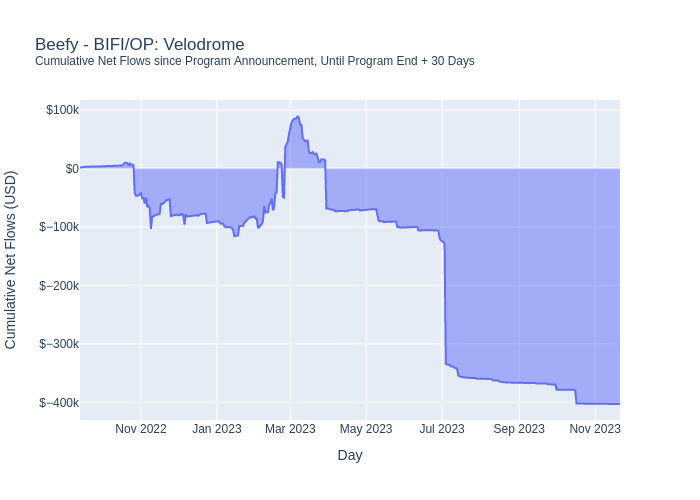 Beefy - BIFI/OP: Velodrome
Cumulative Net Flows since Program Announcement, Until Program End + 30 Days
Cumulative Net Flows (USD)
$100k
$0
$−100k
$−200k
$−300k
$−400k
Nov 2022 Jan 2023 Mar 2023 May 2023 Jul 2023 Sep 2023 Nov 2023
Day